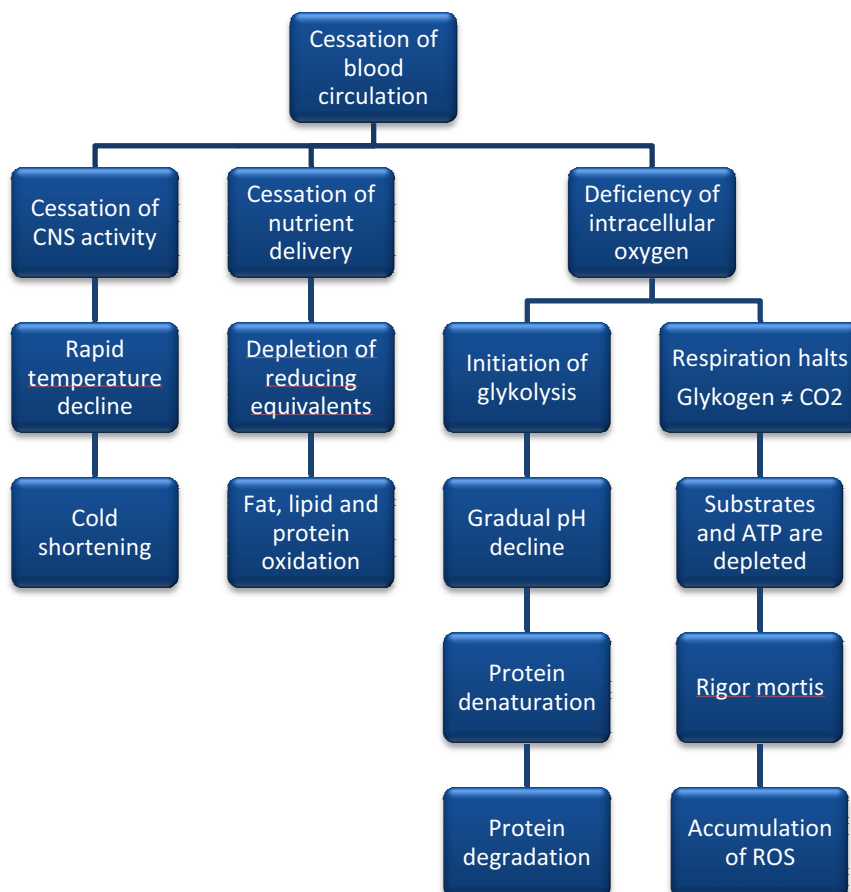 Cessation of
blood
circulation
Cessation of
CNS activity
Cessation of
nutrient
delivery
Deficiency of
intracellular
oxygen
Rapid
temperature
decline
Depletion of
reducing
equivalents
Initiation of
glykolysis
Respiration halts
Glykogen ≠ CO2
Cold
shortening
Fat, lipid and
protein
oxidation
Gradual pH
decline
Substrates
and ATP are
depleted
Protein
denaturation
Rigor mortis
Protein
degradation
Accumulation
of ROS